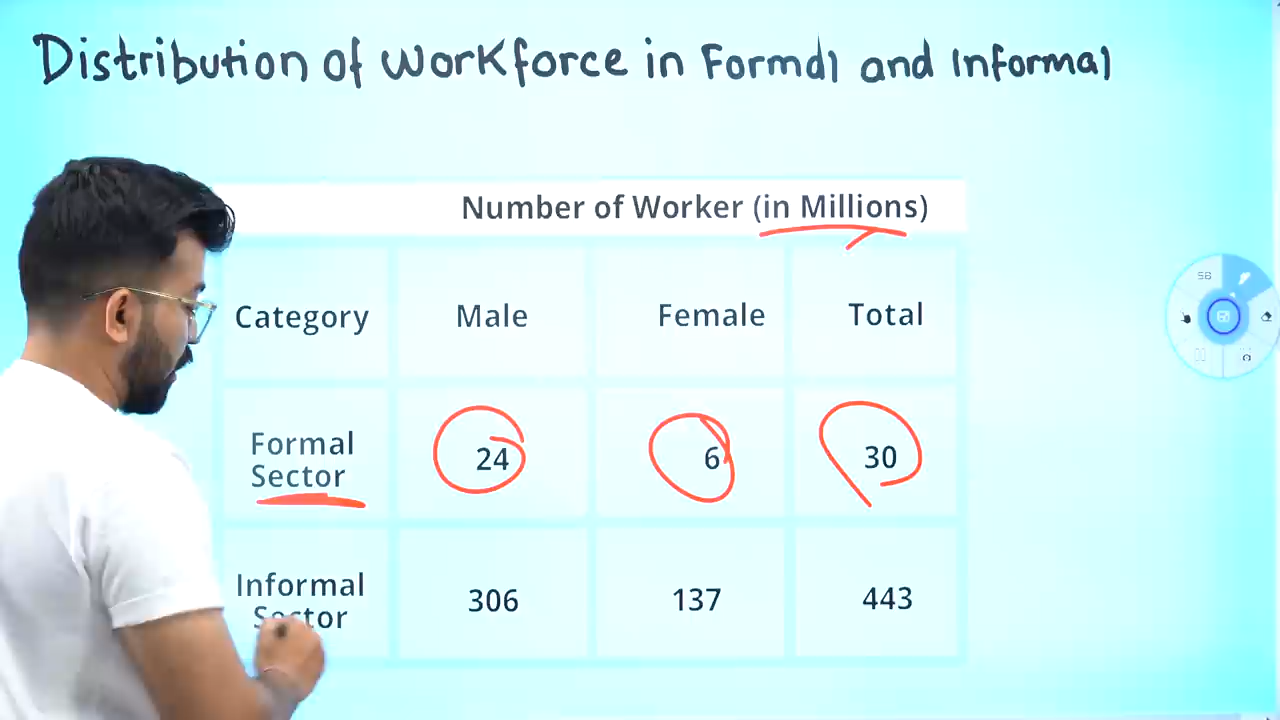 Distribution of workforce in Formal and Informal
Number of Worker (in Millions)
Category Male Female Total
Formal
Sector
24 6 30
Informal
Sector
306 137 443
SB